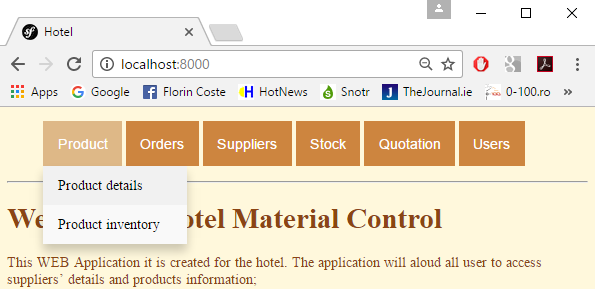 Hotel
localhost:8000
Apps Google Florin Coste HotNews Snotr TheJournal.ie 0-100.ro »
Product Orders Suppliers Stock Quotation Users
Product details
Product inventory
We otel Material Control
This WEB Application it is created for the hotel. The application will aloud all user to access
suppliers` details and products information;